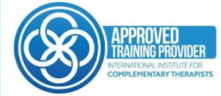 APPROVED
TRAINING PROVIDER
INTERNATIONAL INSTITUTE FOR
COMPLEMENTARY THERAPISTS